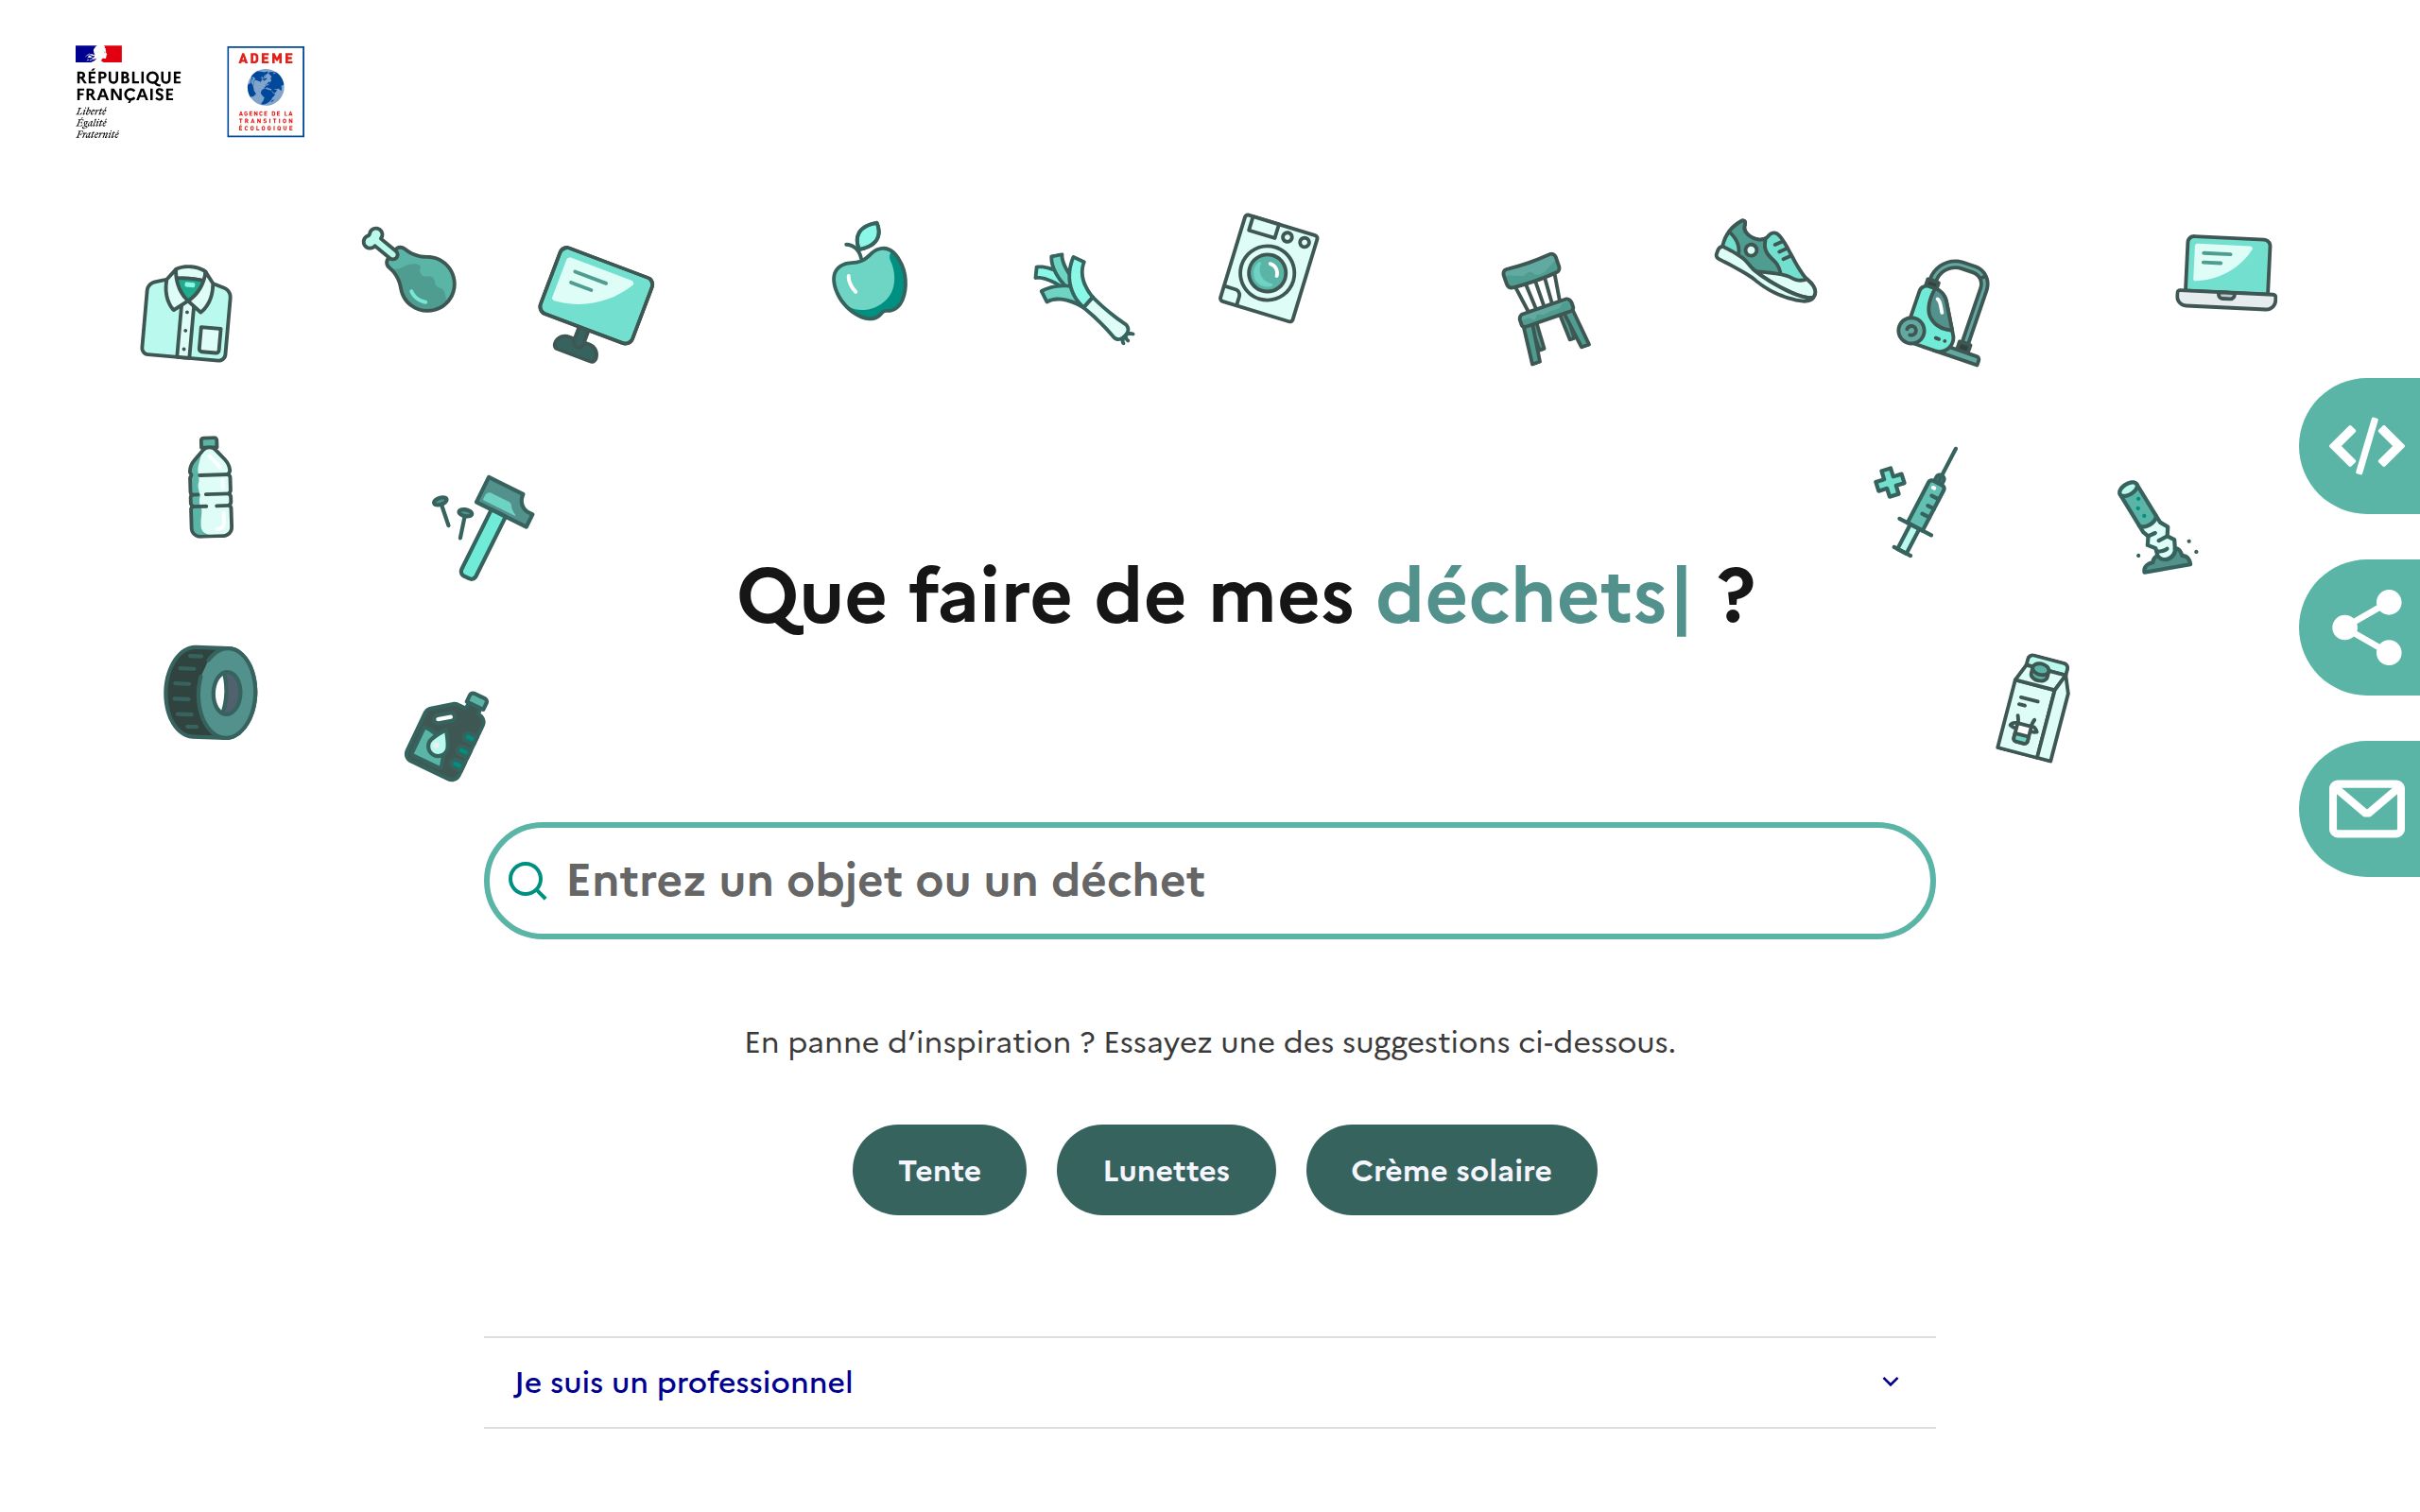 RÉPUBLIQUE
FRANÇAISE
Liberté
Égalité
Fraternité
ADEME
AGENCE DE LA
TRANSITION
ÉCOLOGIQUE
Que faire de mes déchets| ?
Entrez un objet ou un déchet
En panne d’inspiration ? Essayez une des suggestions ci-dessous.
Tente
Lunettes
Crème solaire
Je suis un professionnel